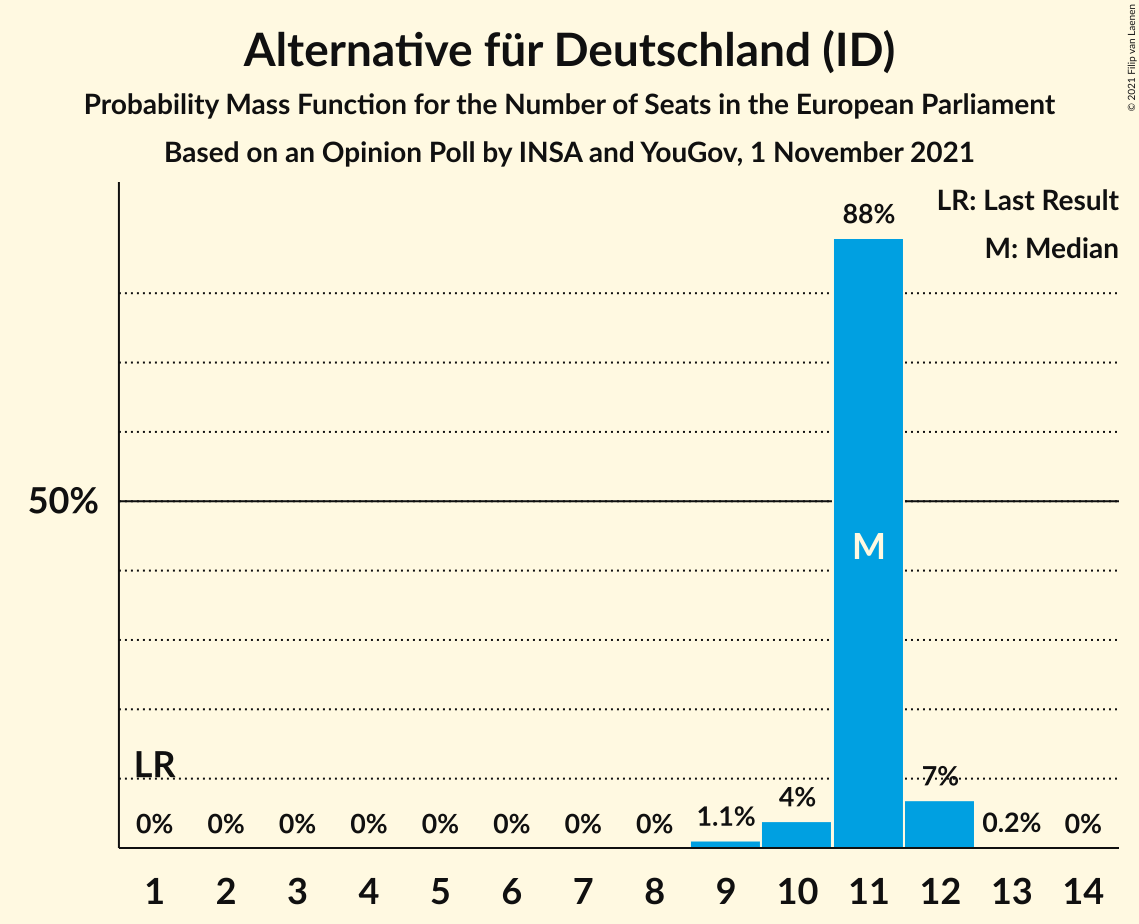 Alternative für Deutschland (ID)
Probability Mass Function for the Number of Seats in the European Parliament
Based on an Opinion Poll by INSA and YouGov, 1 November 2021
© 2021 Filip van Laenen
LR: Last Result
M: Median
88%
50%
M
LR
0% 0% 0% 0% 0% 0% 0% 0% 1.1% 4% 7% 0.2% 0%
1 2 3 4 5 6 7 8 9 10 11 12 13 14